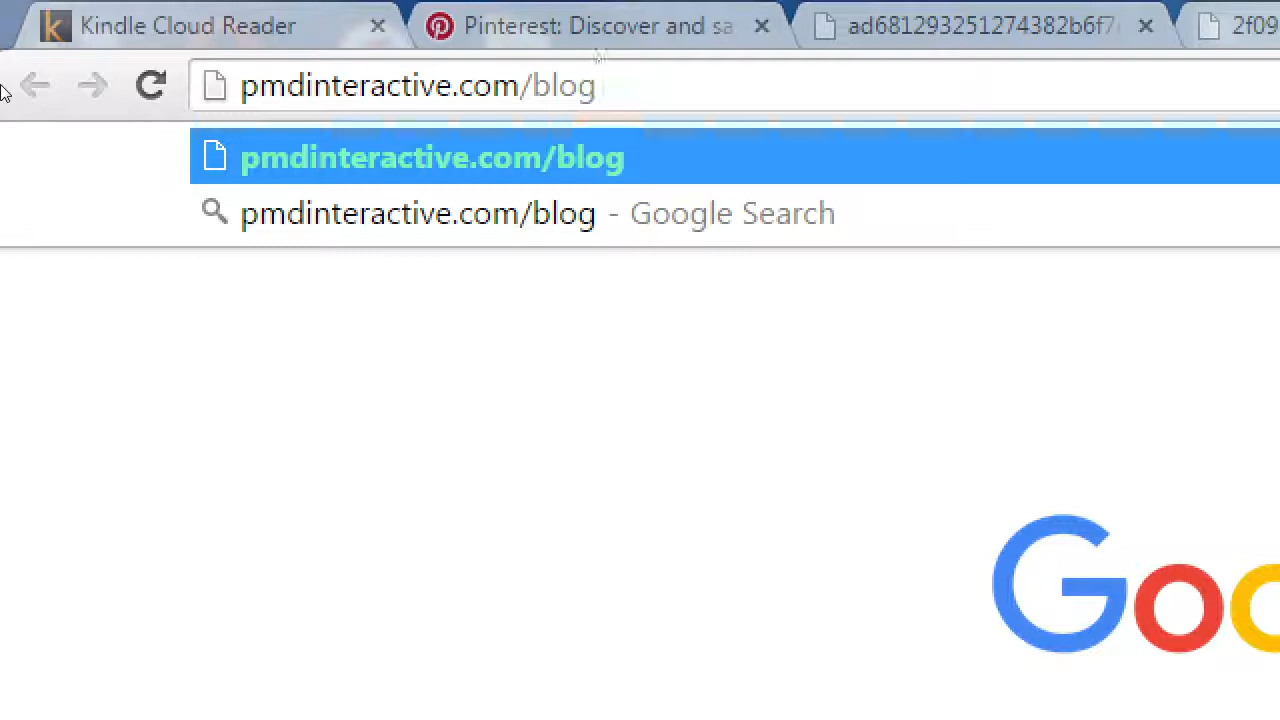 Kindle Cloud Reader
Pinterest: Discover and sa
ad681293251274382b6f7
2f09
pmdinteractive.com/blog
pmdinteractive.com/blog
pmdinteractive.com/blog - Google Search
Goo